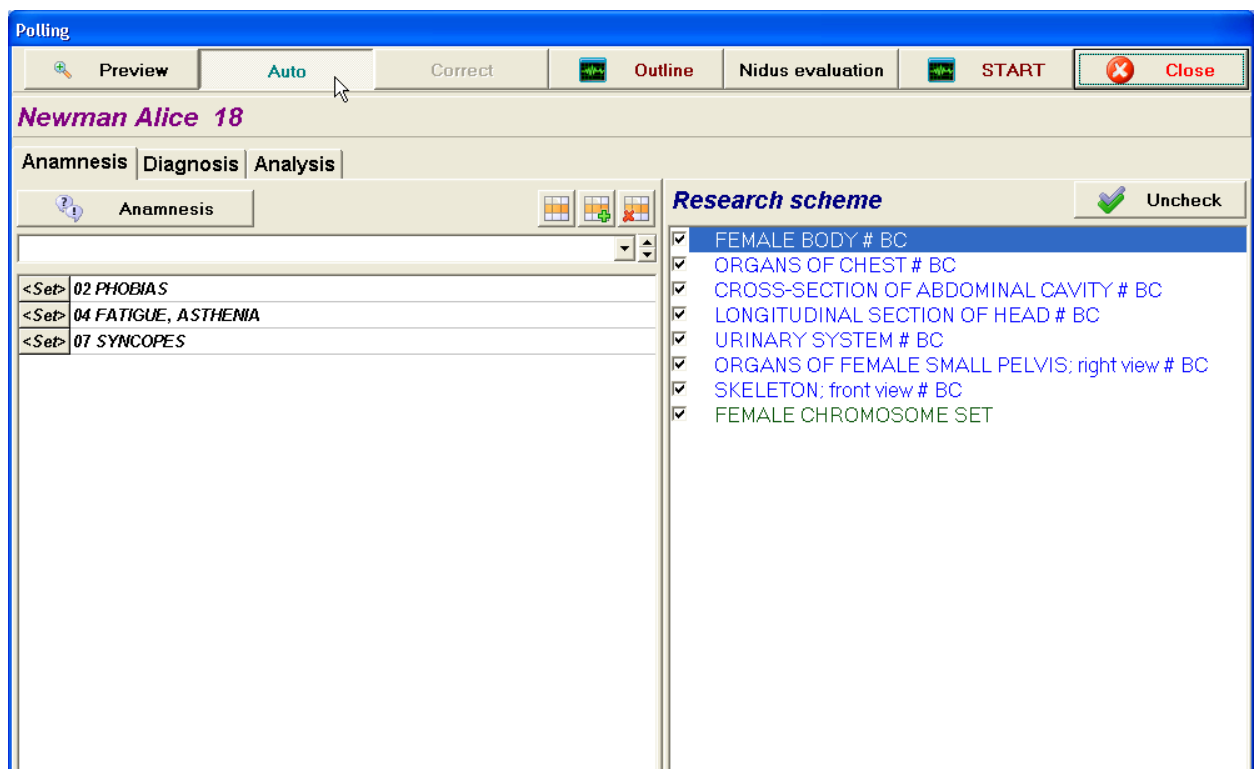 Polling
Preview Auto Correct Outline Nidus evaluation START Close
Newman Alice 18
Anamnesis Diagnosis Analysis
Anamnesis
<Set> 02 PHOBIAS
<Set> 04 FATIGUE, ASTHENIA
<Set> 07 SYNCOPES
Research scheme Uncheck
FEMALE BODY # BC
ORGANS OF CHEST # BC
CROSS-SECTION OF ABDOMINAL CAVITY # BC
LONGITUDINAL SECTION OF HEAD # BC
URINARY SYSTEM # BC
ORGANS OF FEMALE SMALL PELVIS; right view # BC
SKELETON; front view # BC
FEMALE CHROMOSOME SET